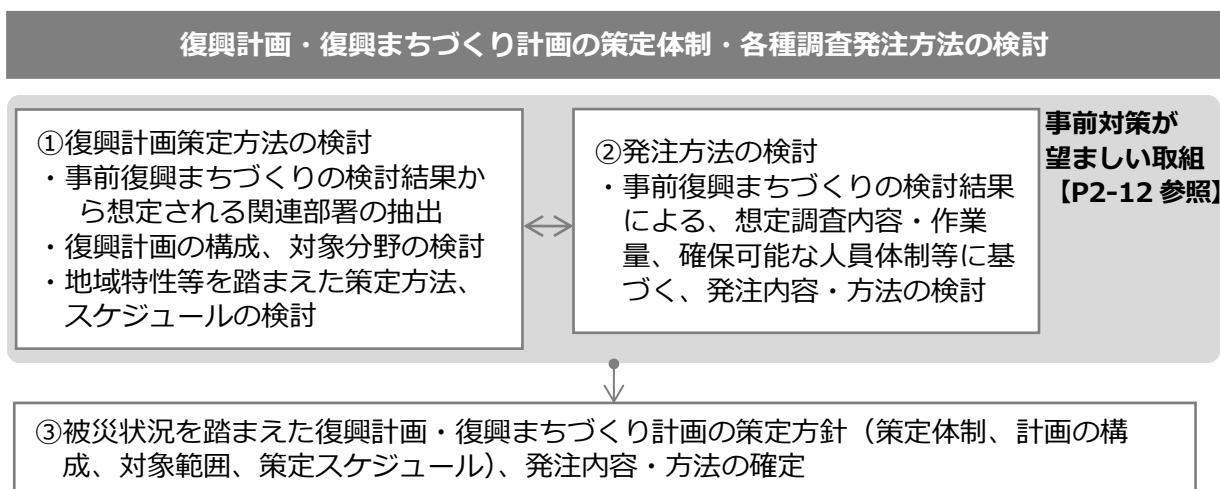 復興計画・復興まちづくり計画の策定体制・各種調査発注方法の検討
①復興計画策定方法の検討
・事前復興まちづくりの検討結果か
ら想定される関連部署の抽出
・復興計画の構成、対象分野の検討
・地域特性等を踏まえた策定方法、
スケジュールの検討
②発注方法の検討
・事前復興まちづくりの検討結果
による、想定調査内容・作業
量、確保可能な人員体制等に基
づく、発注内容・方法の検討
事前対策が
望ましい取組
【P2-12 参照】
③被災状況を踏まえた復興計画・復興まちづくり計画の策定方針（策定体制、計画の構
成、対象範囲、策定スケジュール）、発注内容・方法の確定